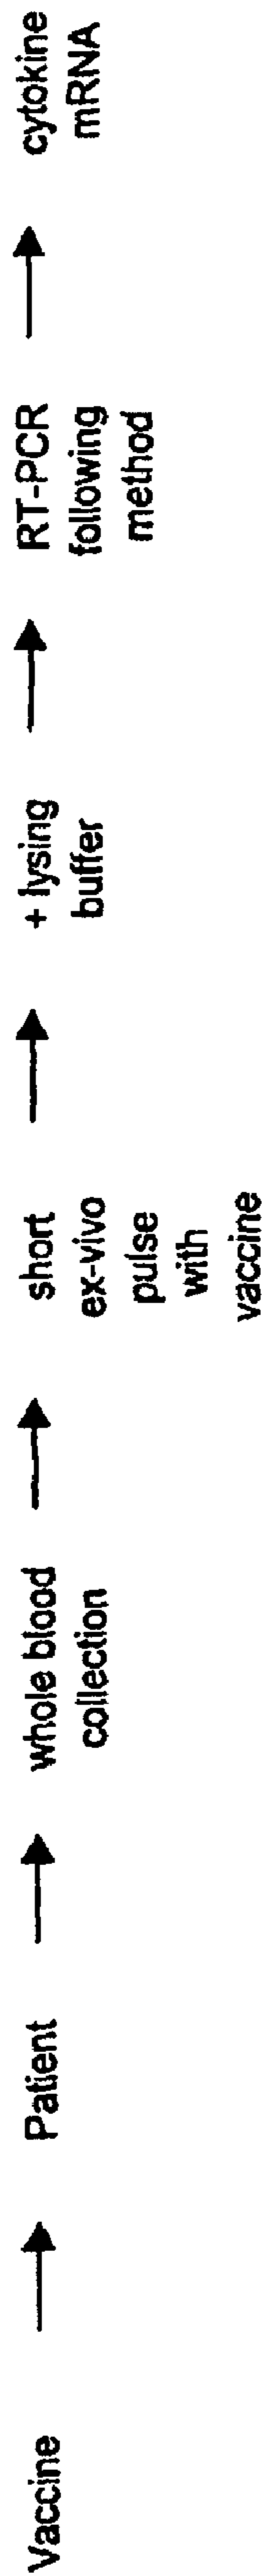 Vaccine
Patient
whole blood
collection
short
ex-vivo
pulse
with
vaccine
+ lysing
buffer
RT-PCR
following
method
cytokine
mRNA